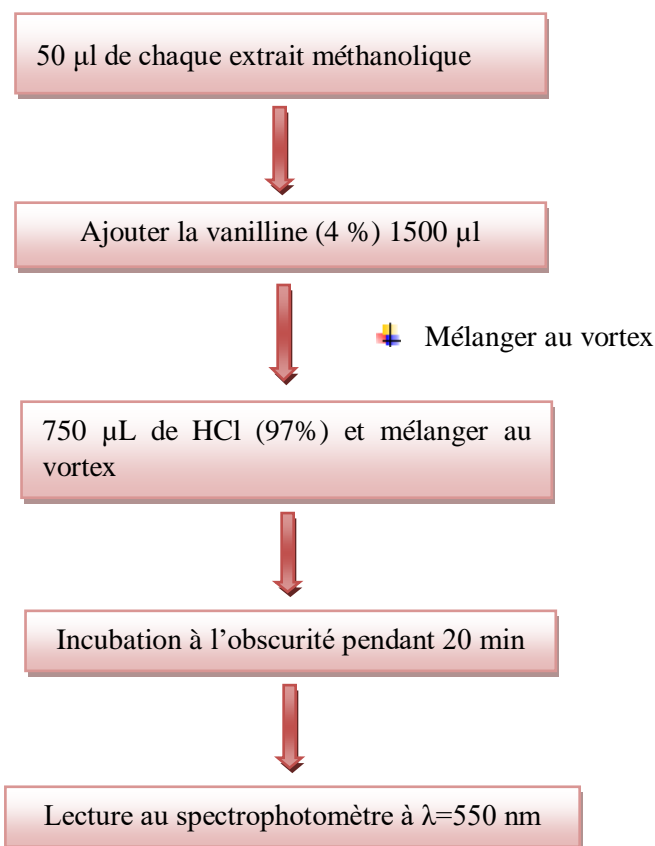 50 µl de chaque extrait méthanolique
Ajouter la vanilline (4 %) 1500 µl
Mélanger au vortex
750 µL de HCl (97%) et mélanger au
vortex
Incubation à l’obscurité pendant 20 min
Lecture au spectrophotomètre à λ=550 nm